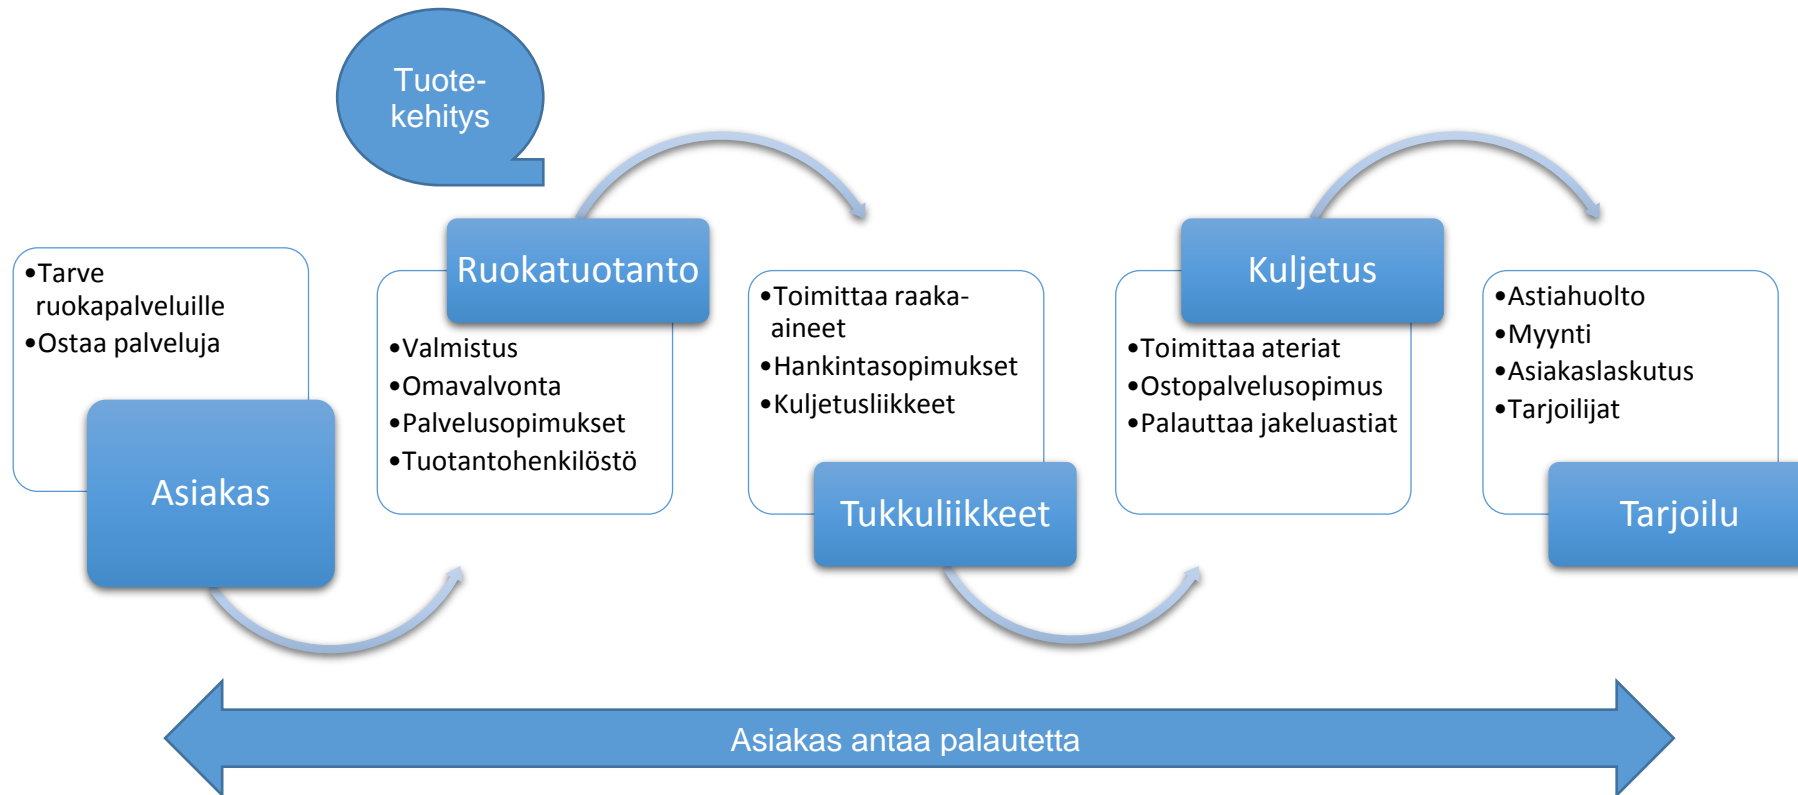 Tuote-
kehitys
•Tarve
ruokapalveluille
•Ostaa palveluja
Asiakas
Ruokatuotanto
•Valmistus
•Omavalvonta
•Palvelusopimukset
•Tuotantohenkilöstö
•Toimittaa raaka-
aineet
•Hankintasopimukset
•Kuljetusliikkeet
Tukkuliikkeet
Kuljetus
•Toimittaa ateriat
•Ostopalvelusopimus
•Palauttaa jakeluastiat
•Astiahuolto
•Myynti
•Asiakaslaskutus
•Tarjoilijat
Tarjoilu
Asiakas antaa palautetta